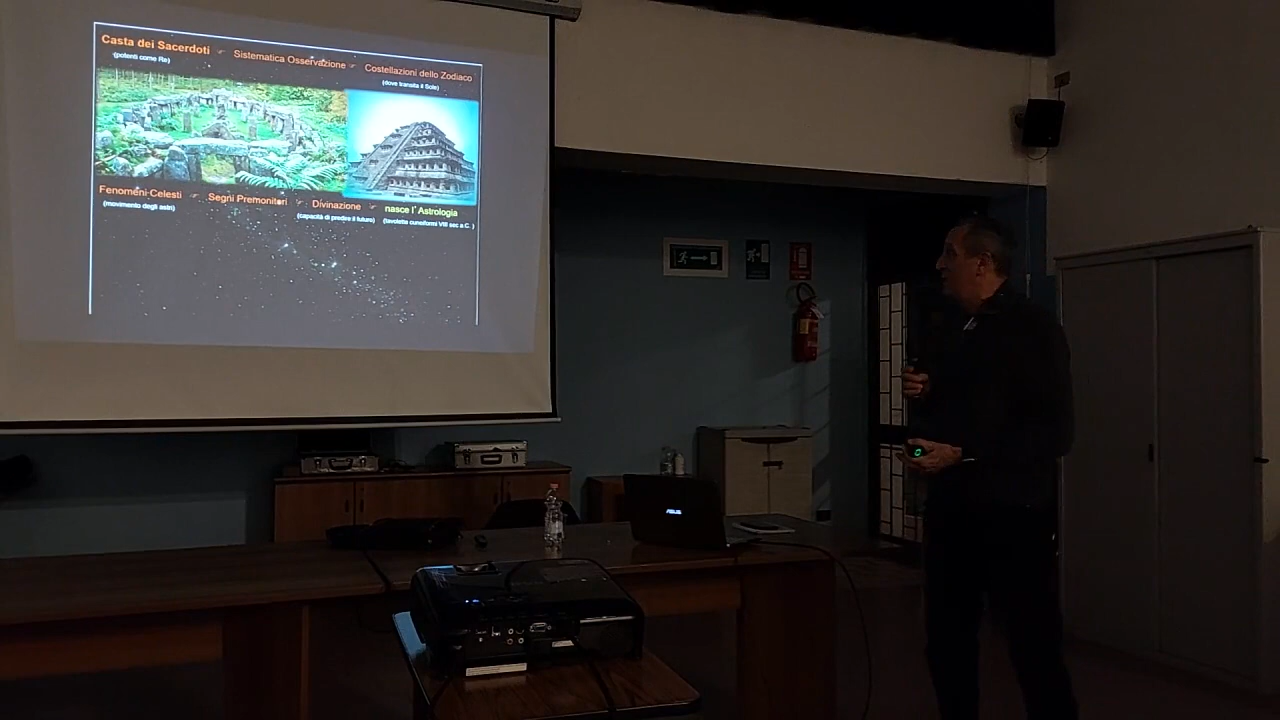 Casta dei Sacerdoti ☞ Sistematica Osservazione ☞ Costellazioni dello Zodiaco
(potenti come Re)
(dove transita il Sole)
Fenomeni Celesti ☞ Segni Premonitori ☞ Divinazione ☞ nasce l' Astrologia
(movimento degli astri)
(capacità di predire il futuro)
(tavolette cuneiformi VIII sec a.C. )
ASUS